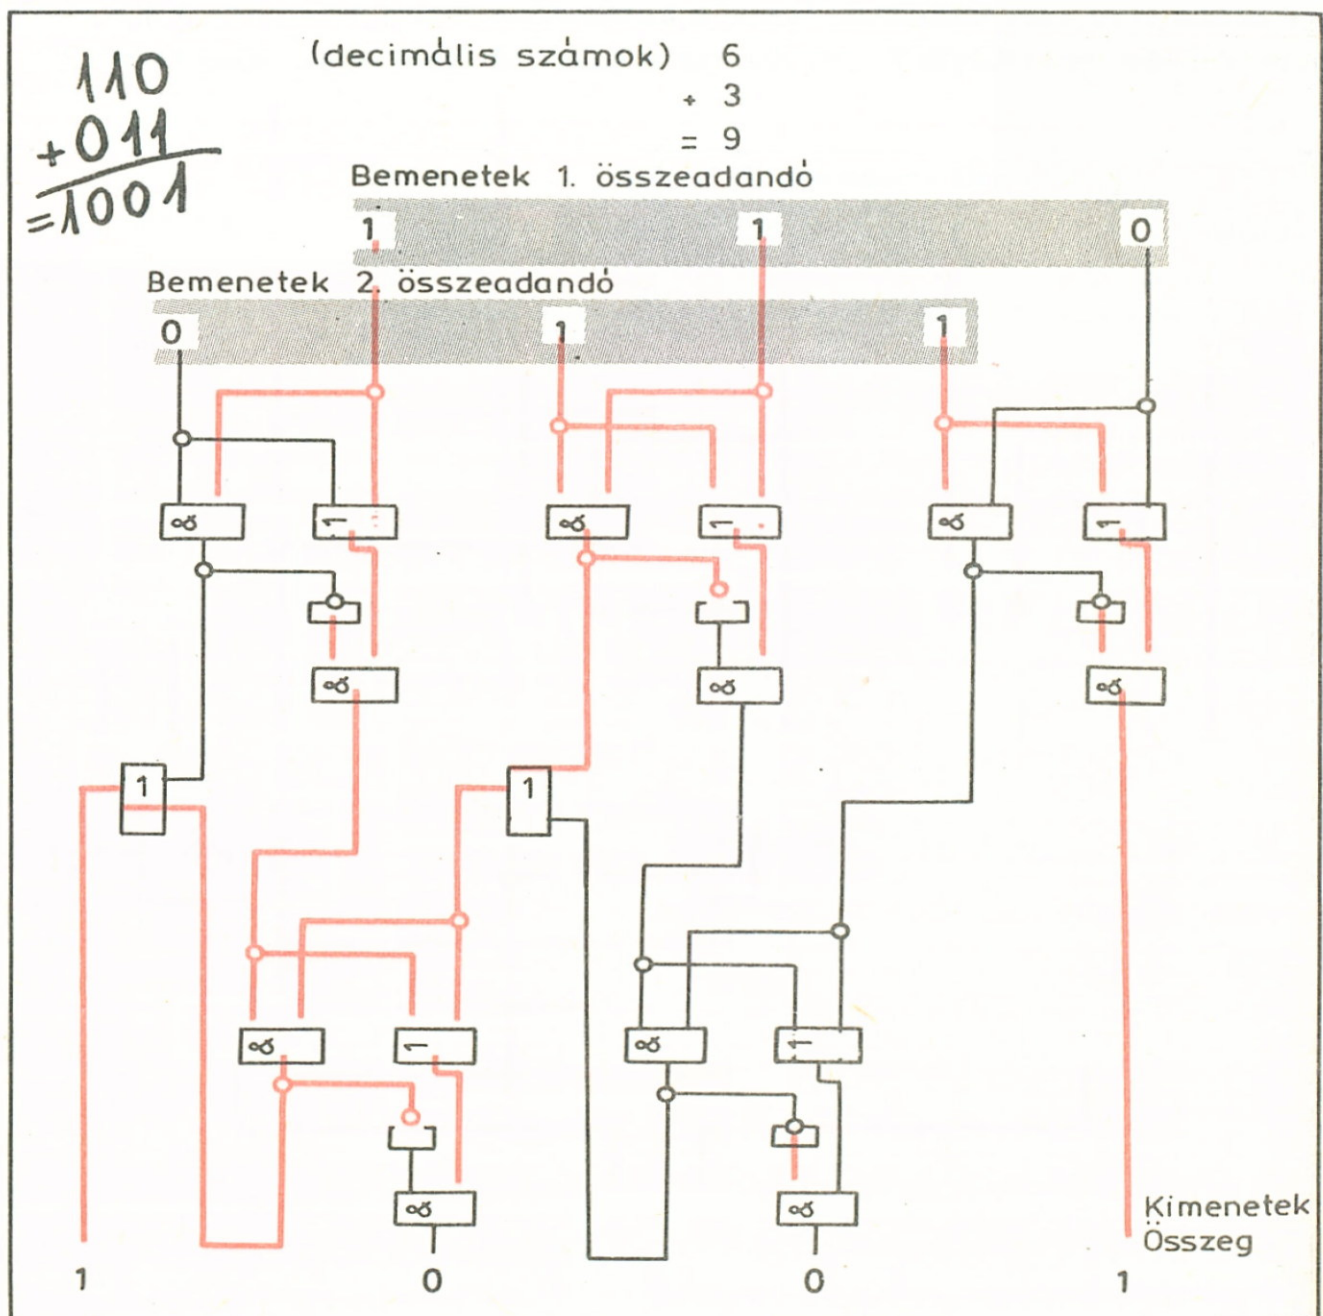 110
+011
=1001
(decimális számok) 6
+ 3
= 9
Bemenetek 1. összeadandó
1 1 0
Bemenetek 2. összeadandó
0 1 1
& 1 & 1 & 1
& & &
1 1
& 1 & 1
& &
Kimenetek
Összeg
1 0 0 1